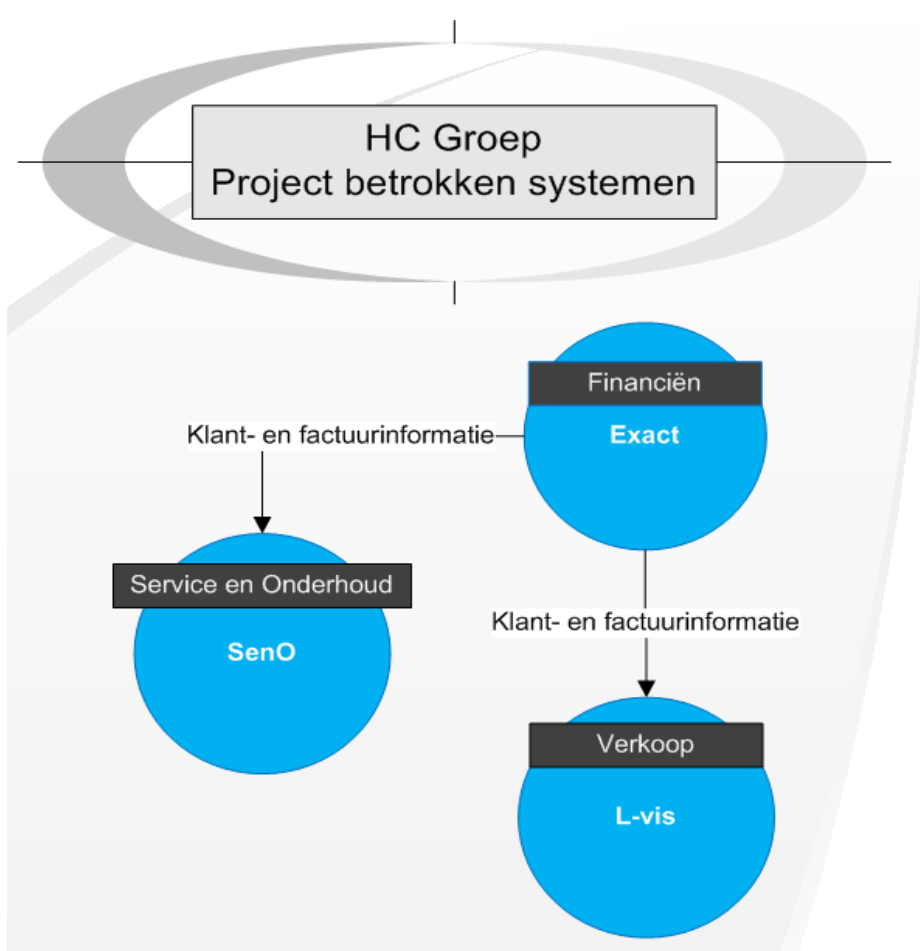 HC Groep
Project betrokken systemen
Financiën
Exact
Klant- en factuurinformatie
Service en Onderhoud
SenO
Klant- en factuurinformatie
Verkoop
L-vis